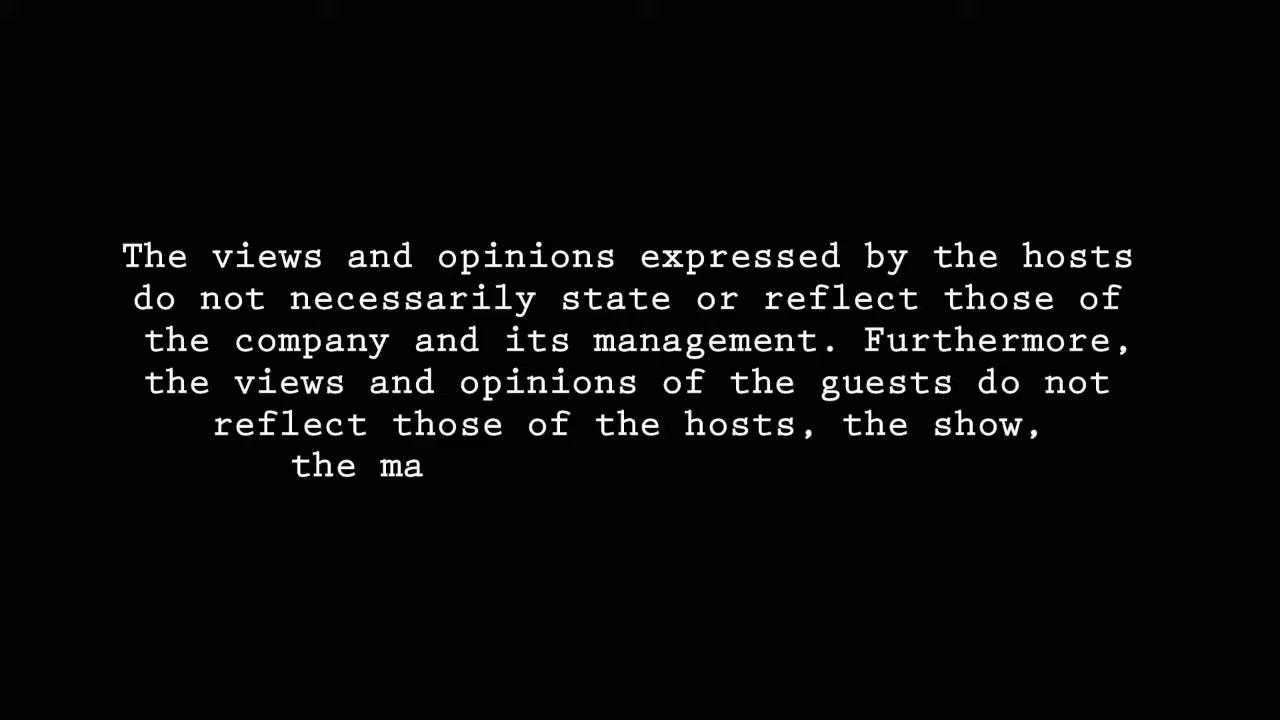 The views and opinions expressed by the hosts
do not necessarily state or reflect those of
the company and its management. Furthermore,
the views and opinions of the guests do not
reflect those of the hosts, the show,
the ma